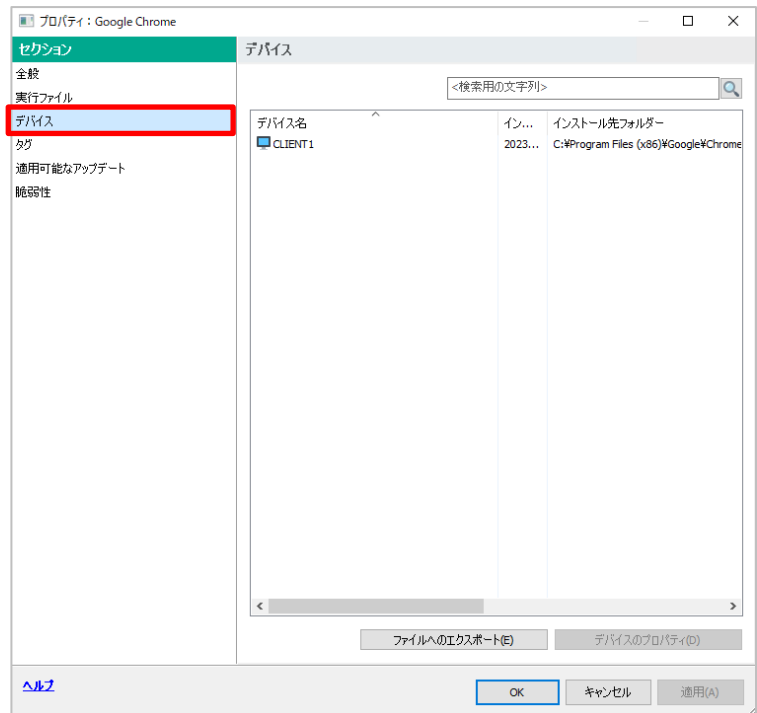 プロパティ：Google Chrome
セクション
デバイス
全般
実行ファイル
デバイス
タグ
適用可能なアップデート
脆弱性
<検索用の文字列>
デバイス名 イン... インストール先フォルダー
CLIENT1 2023... C:¥Program Files (x86)¥Google¥Chrome
ファイルへのエクスポート(E) デバイスのプロパティ(D)
ヘルプ
OK キャンセル 適用(A)